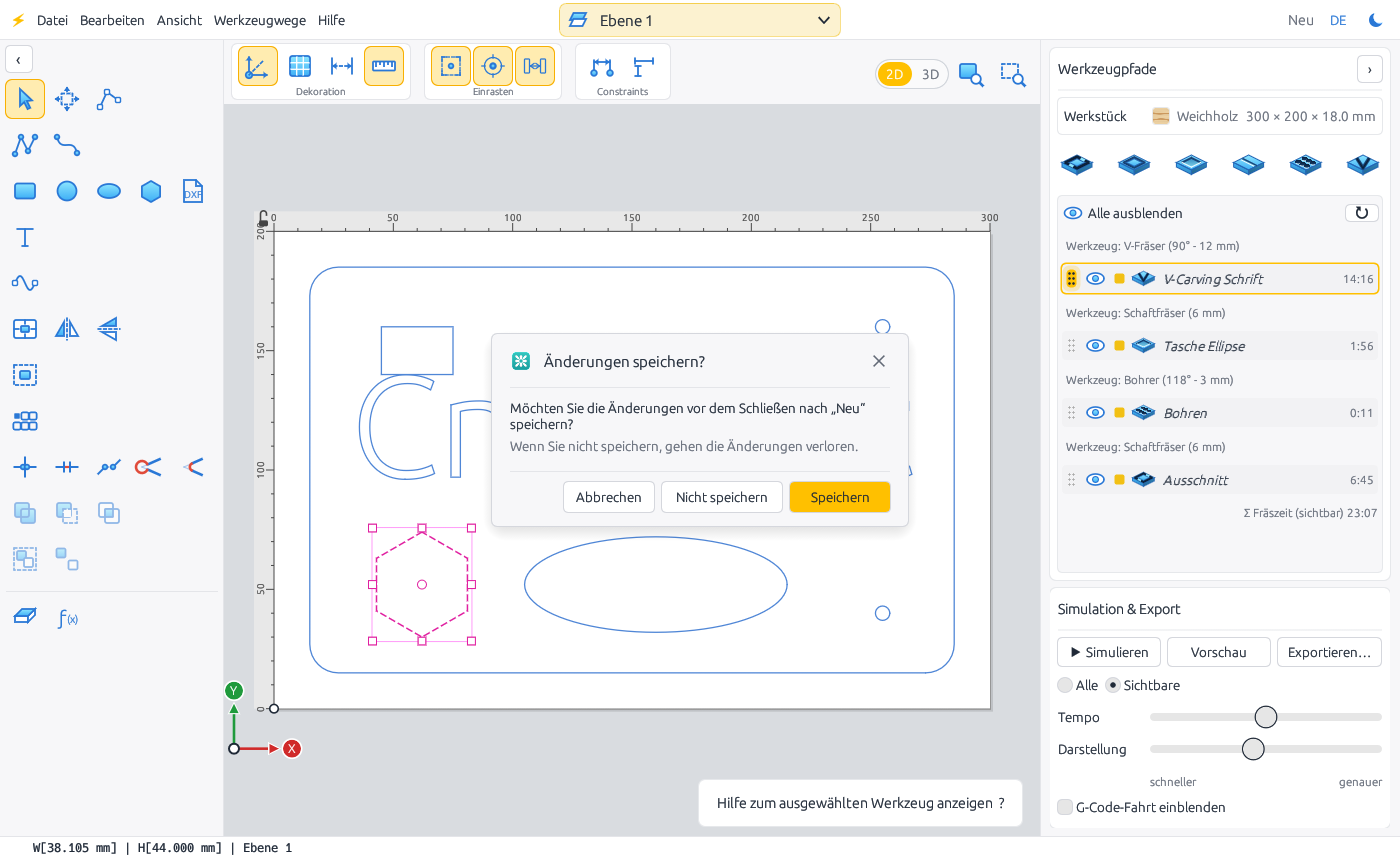 Datei Bearbeiten Ansicht Werkzeugwege Hilfe
Ebene 1
Neu DE
Dekoration
Einrasten
Constraints
2D 3D
DXF
T
f(x)
0 50 100 150 200 250 300
200
150
100
50
0
Y
X
Änderungen speichern?
Möchten Sie die Änderungen vor dem Schließen nach „Neu“
speichern?
Wenn Sie nicht speichern, gehen die Änderungen verloren.
Abbrechen Nicht speichern Speichern
Hilfe zum ausgewählten Werkzeug anzeigen ?
Werkzeugpfade
Werkstück Weichholz 300 × 200 × 18.0 mm
Alle ausblenden
Werkzeug: V-Fräser (90° - 12 mm)
V-Carving Schrift 14:16
Werkzeug: Schaftfräser (6 mm)
Tasche Ellipse 1:56
Werkzeug: Bohrer (118° - 3 mm)
Bohren 0:11
Werkzeug: Schaftfräser (6 mm)
Ausschnitt 6:45
Σ Fräszeit (sichtbar) 23:07
Simulation & Export
Simulieren Vorschau Exportieren…
Alle Sichtbare
Tempo
Darstellung
schneller genauer
G-Code-Fahrt einblenden
W[38.105 mm] | H[44.000 mm] | Ebene 1